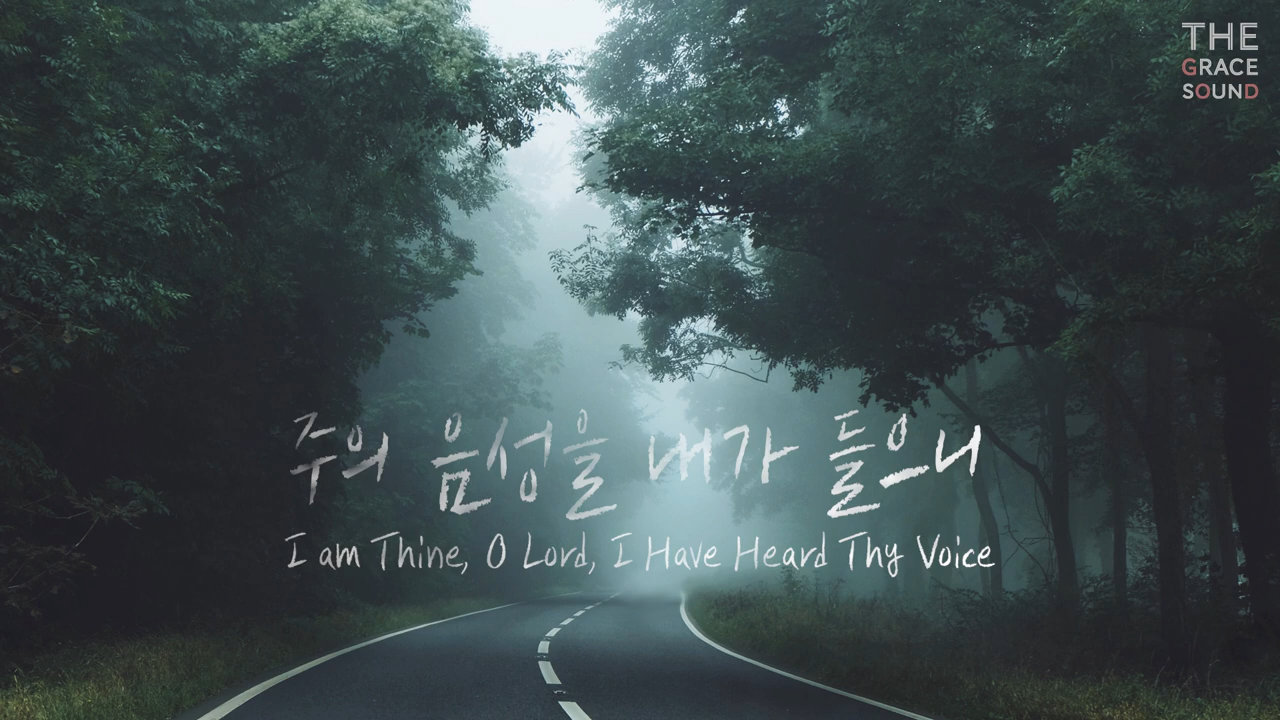 THE
GRACE
SOUND
주의 음성을 내가 들으니
I am Thine, O Lord, I Have Heard Thy Voice